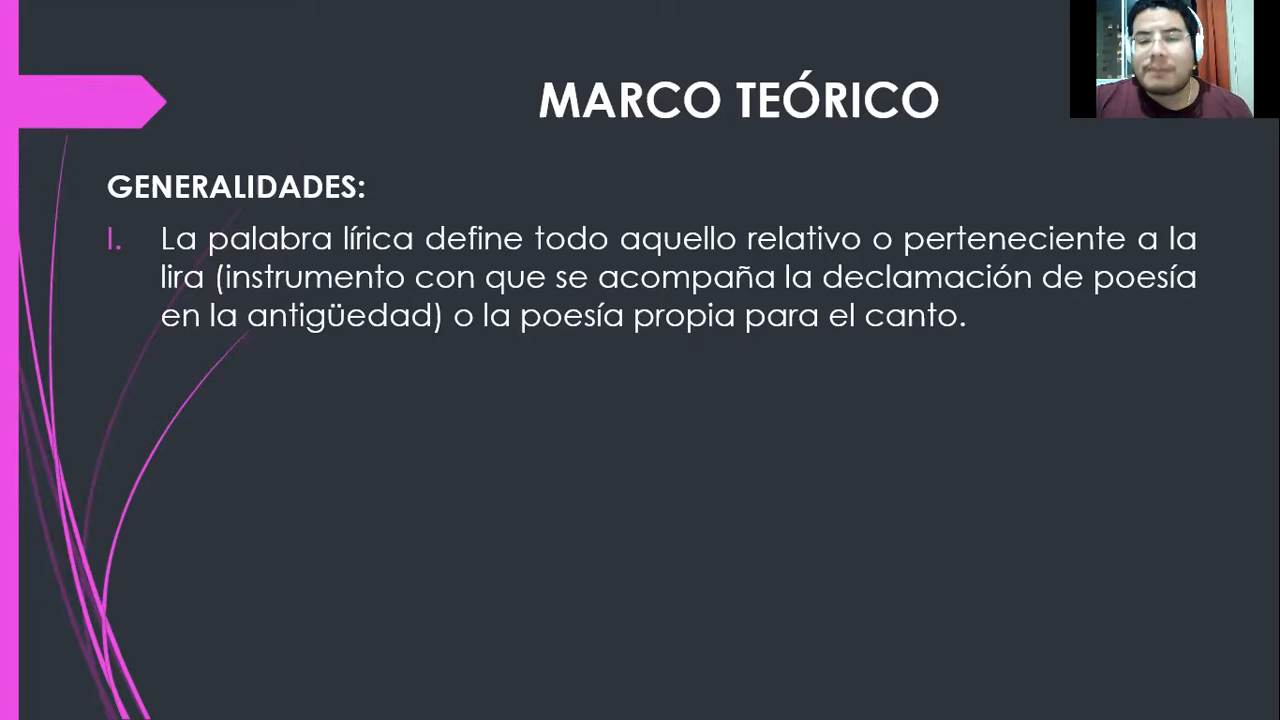 MARCO TEÓRICO
GENERALIDADES:
I. La palabra lírica define todo aquello relativo o perteneciente a la
lira (instrumento con que se acompaña la declamación de poesía
en la antigüedad) o la poesía propia para el canto.